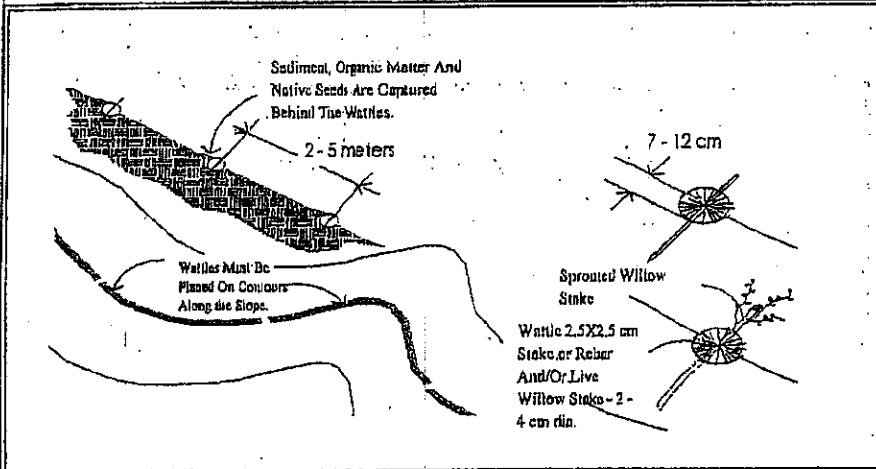 Sediment, Organic Matter And
Native Seeds Are Captured
Behind The Wattles.
2 - 5 meters
7 - 12 cm
Wattles Must Be
Placed On Contours
Along the Slope.
Sprouted Willow
Stake
Wattle 2.5X2.5 cm
Stake or Rebar
And/Or Live
Willow Stake - 2 -
4 cm dia.